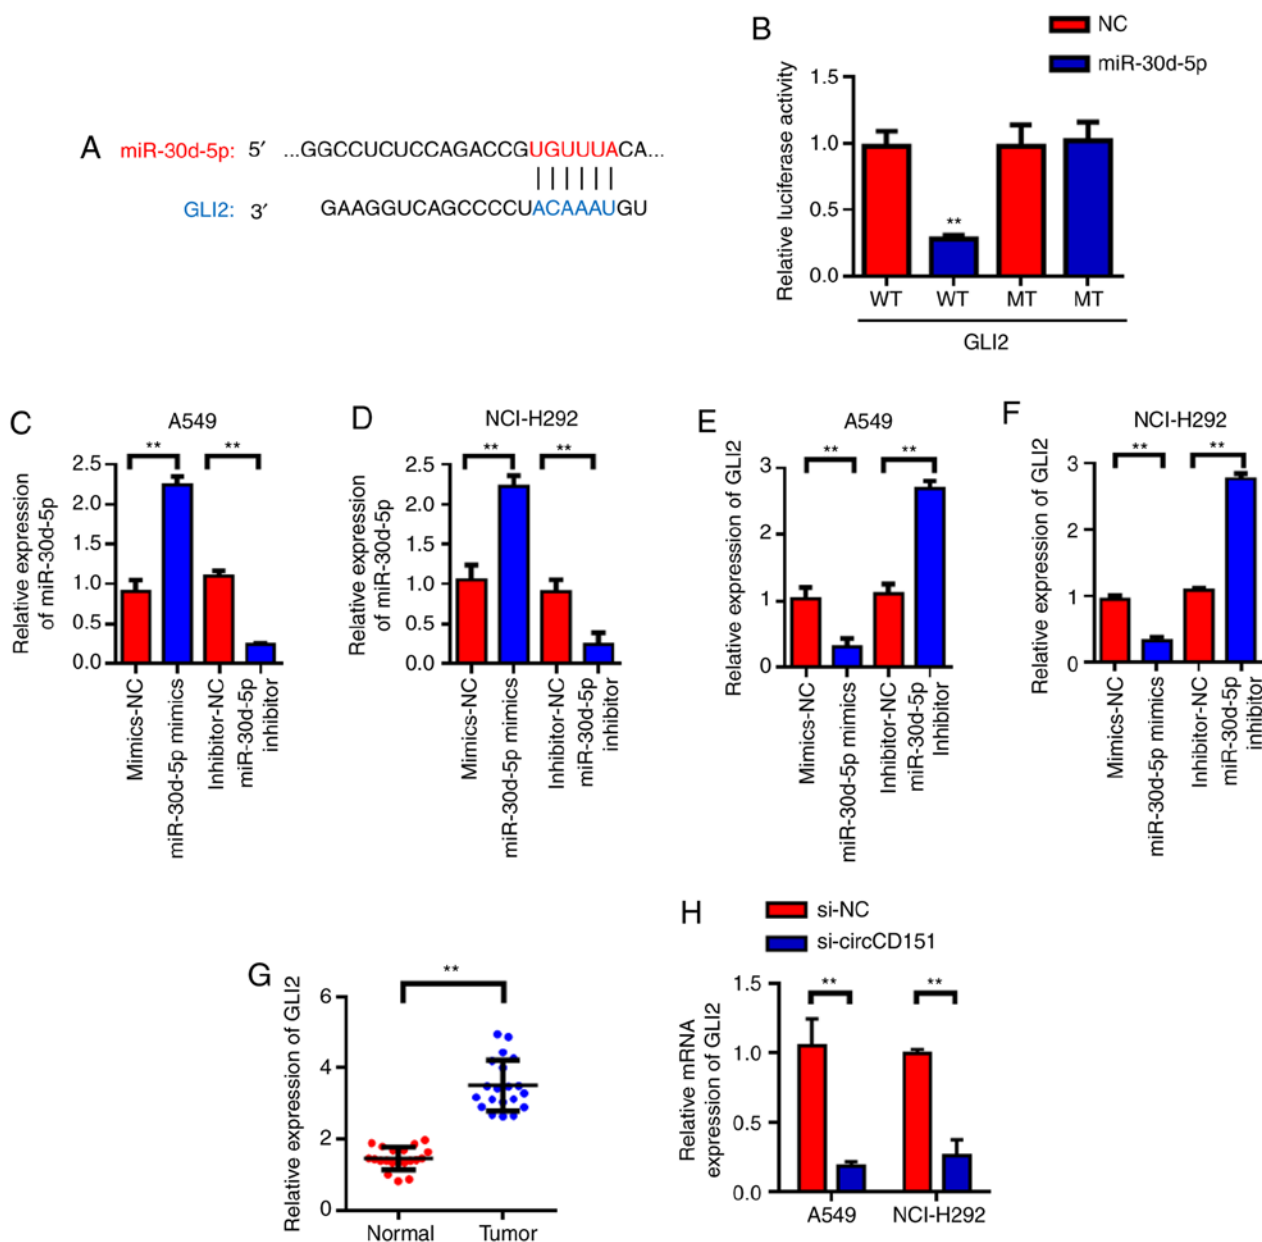 A
miR-30d-5p: 5′ ...GGCCUCUCCAGACCGUGUUUACA...
GLI2: 3′ GAAGGUCAGCCCCUACAAAUGU
B
NC
miR-30d-5p
Relative luciferase activity
1.5
1.0
0.5
0.0
**
WT WT MT MT
GLI2
C
A549
** **
Relative expression
of miR-30d-5p
2.5
2.0
1.5
1.0
0.5
0.0
Mimics-NC
miR-30d-5p mimics
Inhibitor-NC
miR-30d-5p
inhibitor
D
NCI-H292
** **
Relative expression
of miR-30d-5p
2.5
2.0
1.5
1.0
0.5
0.0
Mimics-NC
miR-30d-5p mimics
Inhibitor-NC
miR-30d-5p
inhibitor
E
A549
** **
Relative expression of GLI2
3
2
1
0
Mimics-NC
miR-30d-5p mimics
Inhibitor-NC
miR-30d-5p
Inhibitor
F
NCI-H292
** **
Relative expression of GLI2
3
2
1
0
Mimics-NC
miR-30d-5p mimics
Inhibitor-NC
miR-30d-5p
inhibitor
G
**
Relative expression of GLI2
6
4
2
0
Normal Tumor
H
si-NC
si-circCD151
** **
Relative mRNA
expression of GLI2
1.5
1.0
0.5
0.0
A549 NCI-H292